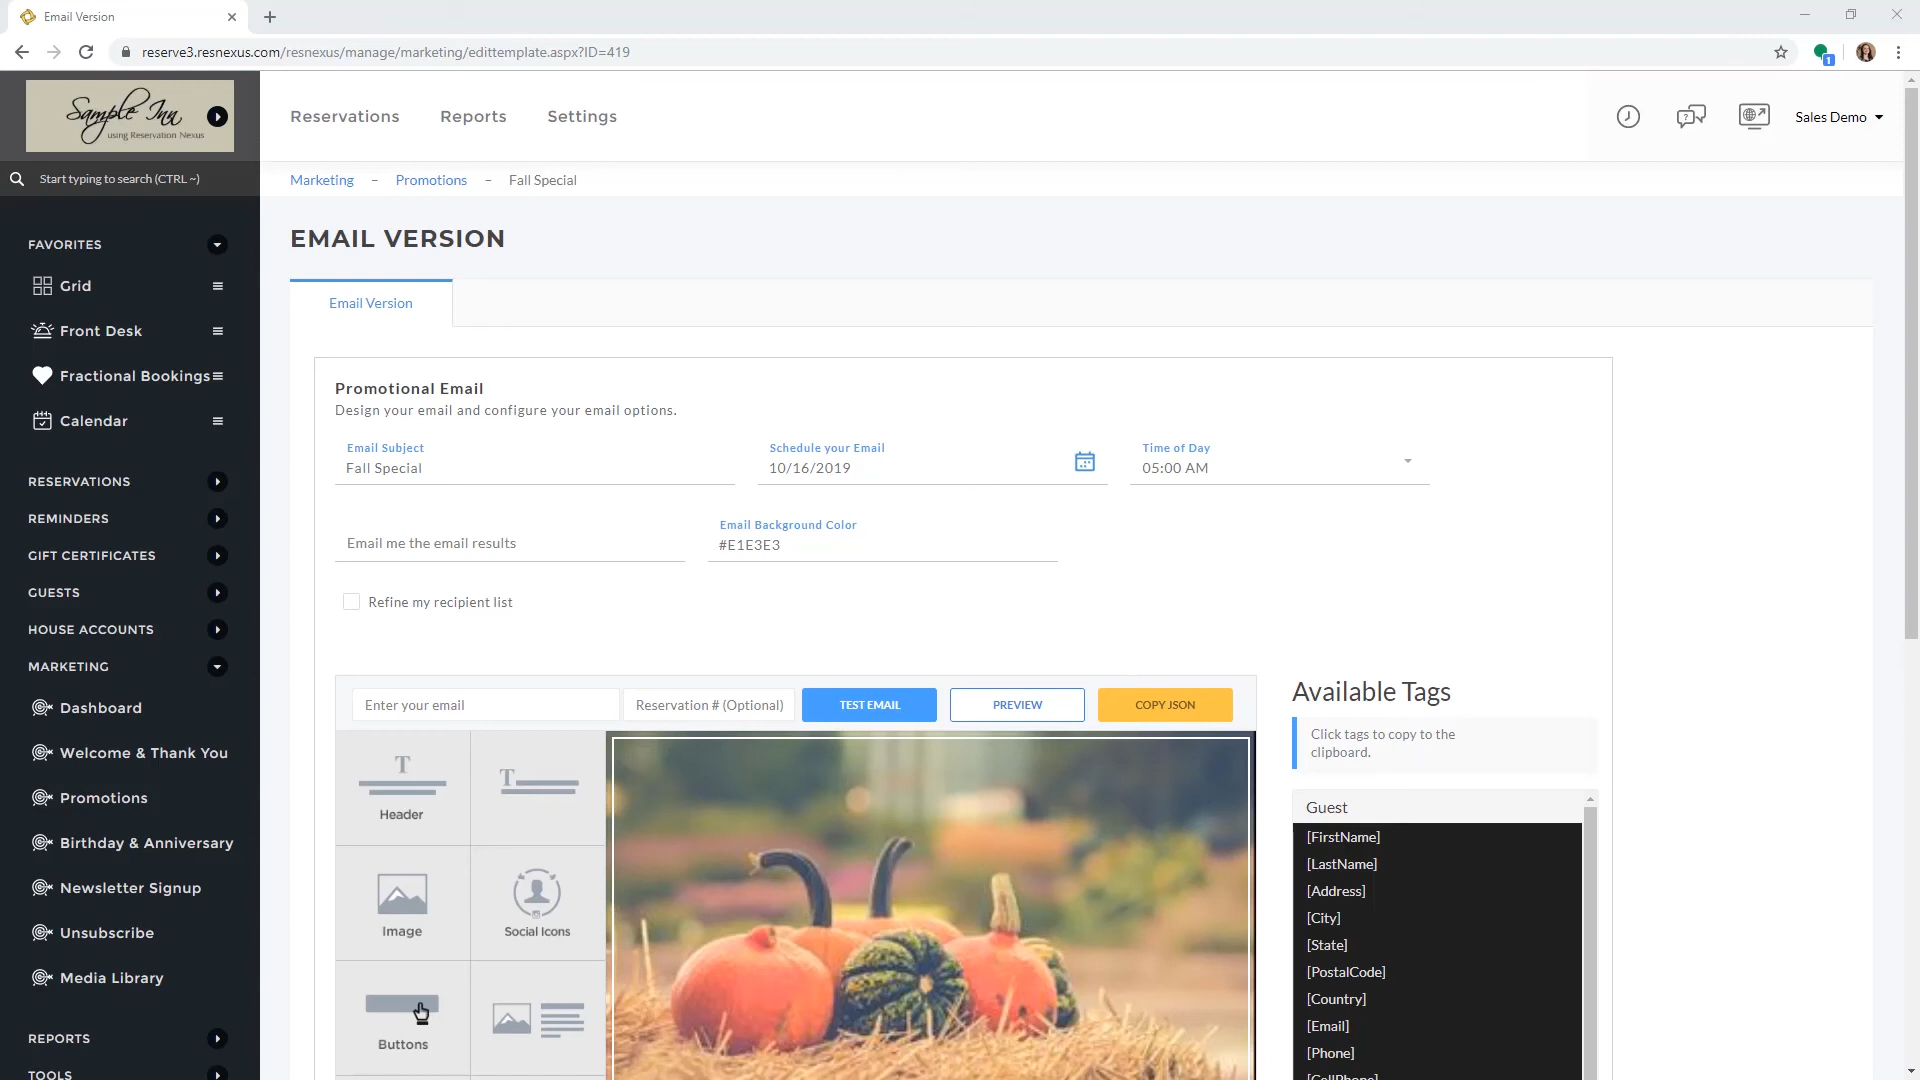 Email Version
reserve3.resnexus.com/resnexus/manage/marketing/edittemplate.aspx?ID=419
1
Sample Inn
using Reservation Nexus
Reservations
Reports
Settings
Sales Demo
Start typing to search (CTRL ~)
Marketing – Promotions – Fall Special
EMAIL VERSION
FAVORITES
Grid
Front Desk
Fractional Bookings
Calendar
RESERVATIONS
REMINDERS
GIFT CERTIFICATES
GUESTS
HOUSE ACCOUNTS
MARKETING
Dashboard
Welcome & Thank You
Promotions
Birthday & Anniversary
Newsletter Signup
Unsubscribe
Media Library
REPORTS
TOOLS
Email Version
Promotional Email
Design your email and configure your email options.
Email Subject
Fall Special
Schedule your Email
10/16/2019
Time of Day
05:00 AM
Email me the email results
Email Background Color
#E1E3E3
Refine my recipient list
Enter your email
Reservation # (Optional)
TEST EMAIL
PREVIEW
COPY JSON
T
Header
T
Image
Social Icons
Buttons
Available Tags
Click tags to copy to the
clipboard.
Guest
[FirstName]
[LastName]
[Address]
[City]
[State]
[PostalCode]
[Country]
[Email]
[Phone]
[CellPhone]